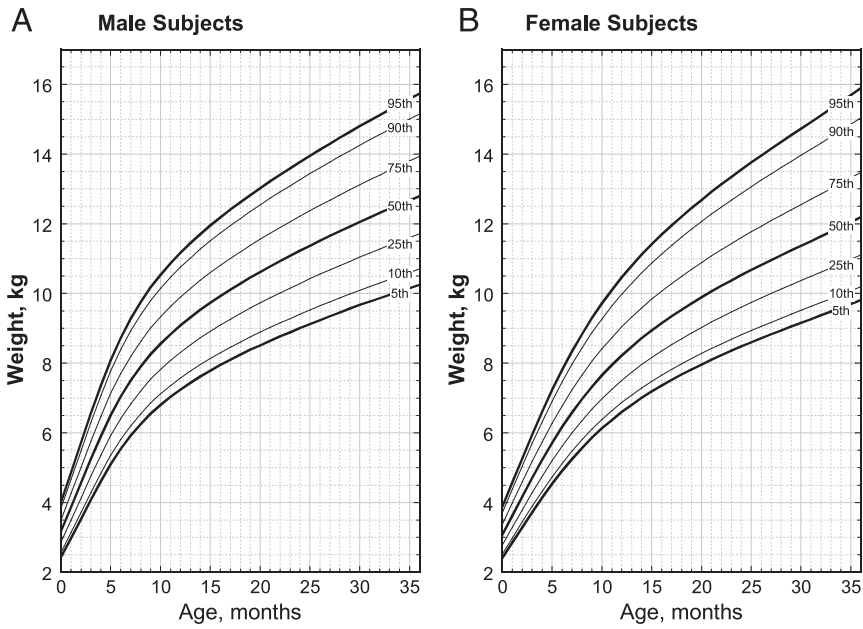 A Male Subjects
Weight, kg
16
14
12
10
8
6
4
2
95th
90th
75th
50th
25th
10th
5th
0 5 10 15 20 25 30 35
Age, months
B Female Subjects
Weight, kg
16
14
12
10
8
6
4
2
95th
90th
75th
50th
25th
10th
5th
0 5 10 15 20 25 30 35
Age, months